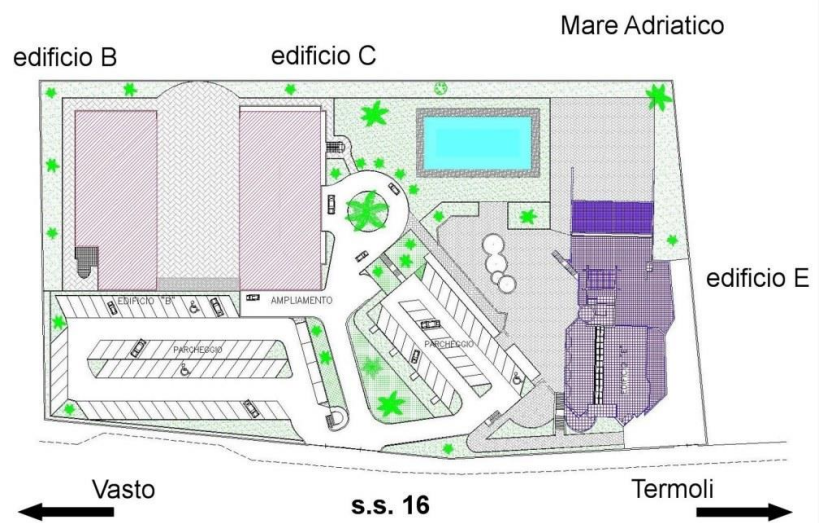 Mare Adriatico
edificio B
edificio C
edificio E
EDIFICIO "B"
AMPLIAMENTO
PARCHEGGIO
PARCHEGGIO
Vasto
s.s. 16
Termoli